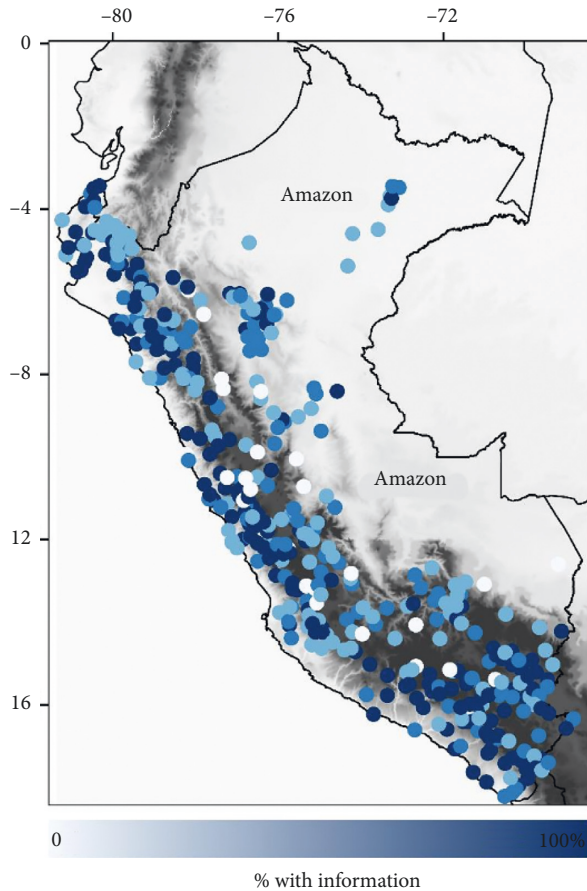 –80 –76 –72
0
–4
–8
12
16
Amazon
Amazon
0 100%
% with information